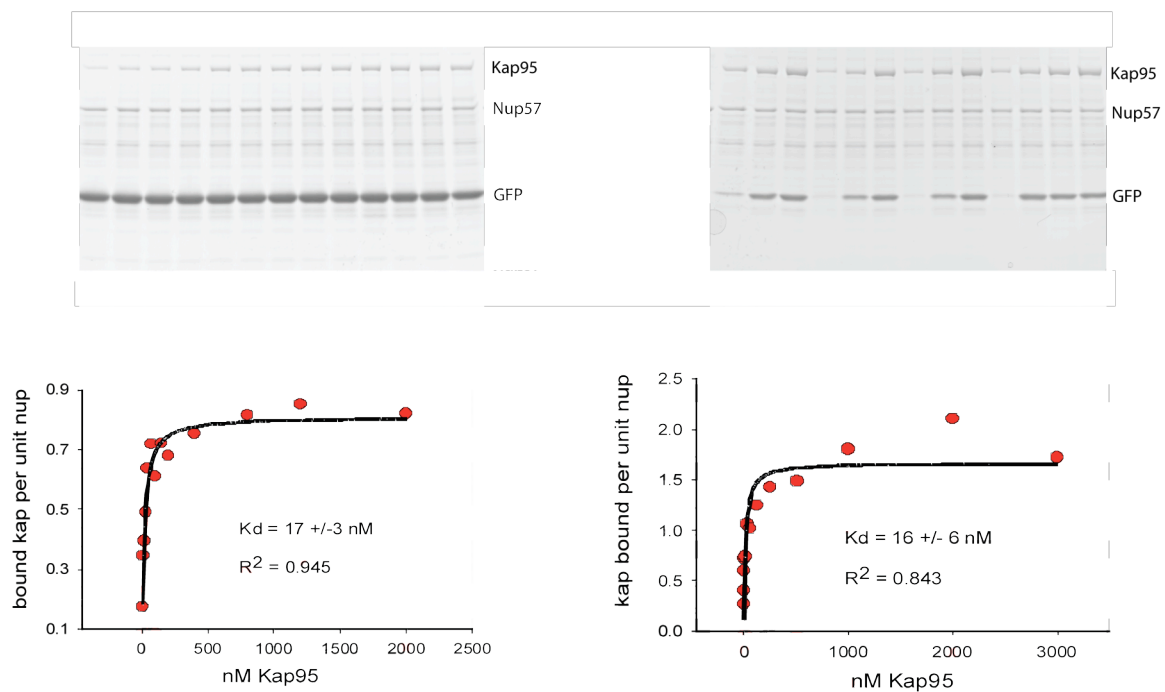 Kap95
Nup57
GFP
Kap95
Nup57
GFP
bound kap per unit nup
0.9
0.7
0.5
0.3
0.1
Kd = 17 +/-3 nM
R2 = 0.945
0 500 1000 1500 2000 2500
nM Kap95
kap bound per unit nup
2.5
2.0
1.5
1.0
0.5
0.0
Kd = 16 +/- 6 nM
R2 = 0.843
0 1000 2000 3000
nM Kap95